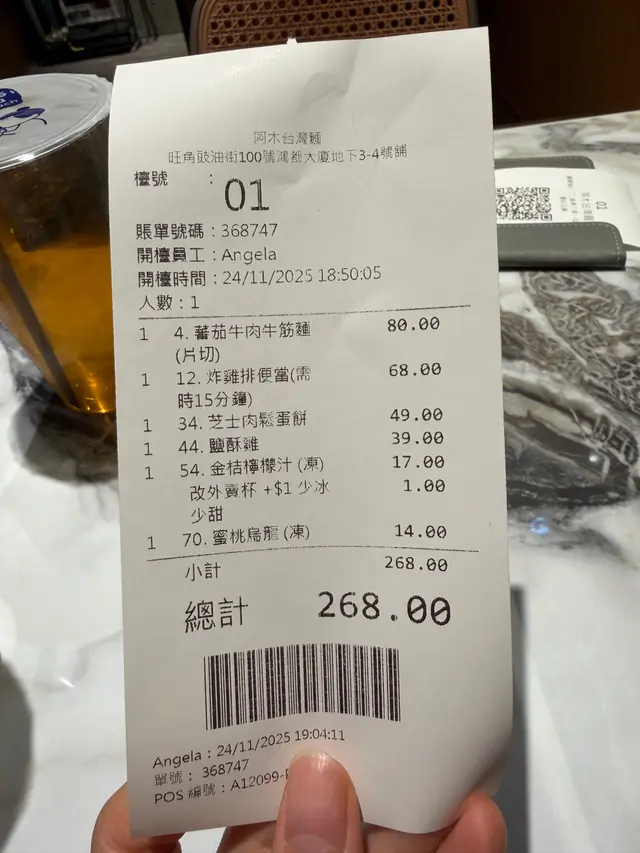 阿木台灣麵
旺角豉油街100號鴻都大廈地下3-4號舖
檯號 : 01
賬單號碼：368747
開檯員工：Angela
開檯時間：24/11/2025 18:50:05
人數：1
1 4. 蕃茄牛肉牛筋麵 80.00
(片切)
1 12. 炸雞排便當(需 68.00
時15分鐘)
1 34. 芝士肉鬆蛋餅 49.00
1 44. 鹽酥雞 39.00
1 54. 金桔檸檬汁 (凍) 17.00
改外賣杯 +$1 少冰 1.00
少甜
1 70. 蜜桃烏龍 (凍) 14.00
小計 268.00
總計 268.00
Angela：24/11/2025 19:04:11
單號： 368747
POS 編號：A12099-
01